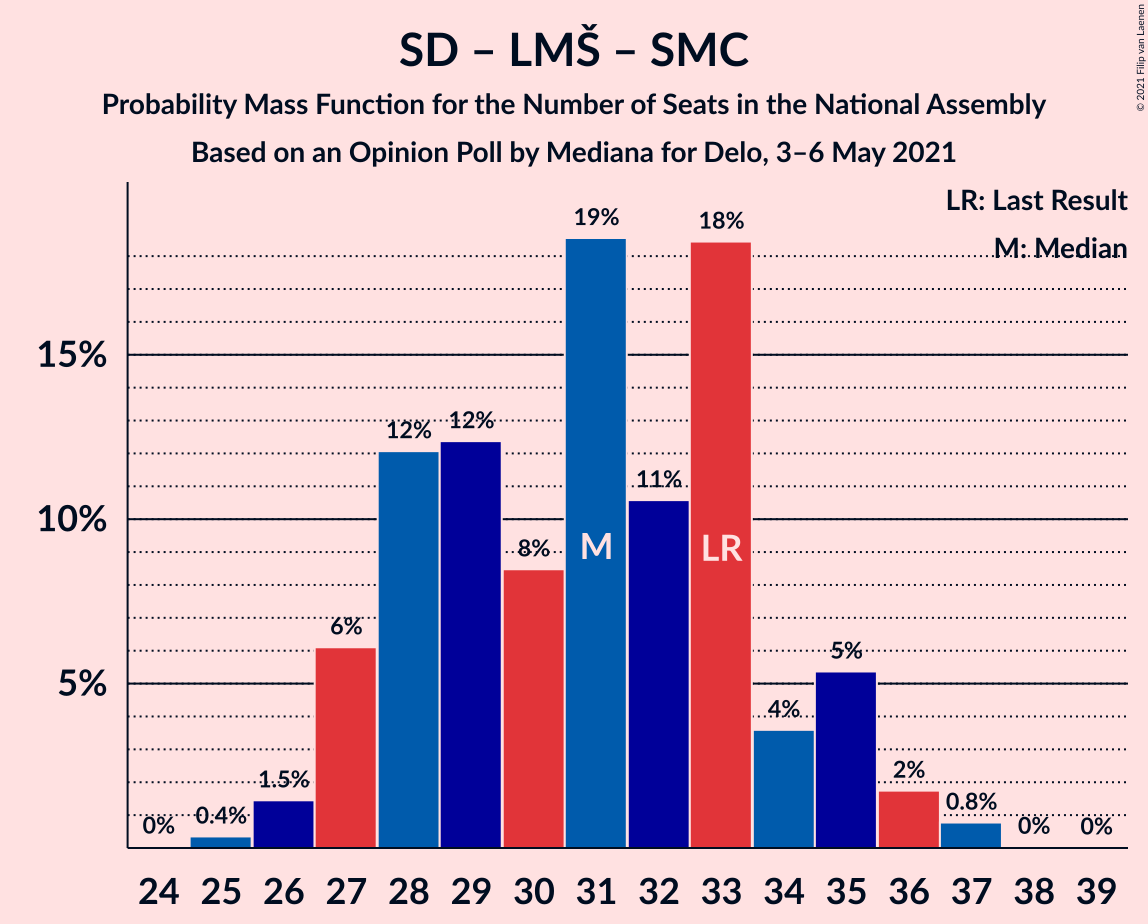 SD – LMŠ – SMC
Probability Mass Function for the Number of Seats in the National Assembly
Based on an Opinion Poll by Mediana for Delo, 3–6 May 2021
© 2021 Filip van Laenen
LR: Last Result
M: Median
15%
10%
5%
0%
0.4%
1.5%
6%
12%
12%
8%
19%
11%
18%
4%
5%
2%
0.8%
0%
0%
M
LR
24 25 26 27 28 29 30 31 32 33 34 35 36 37 38 39